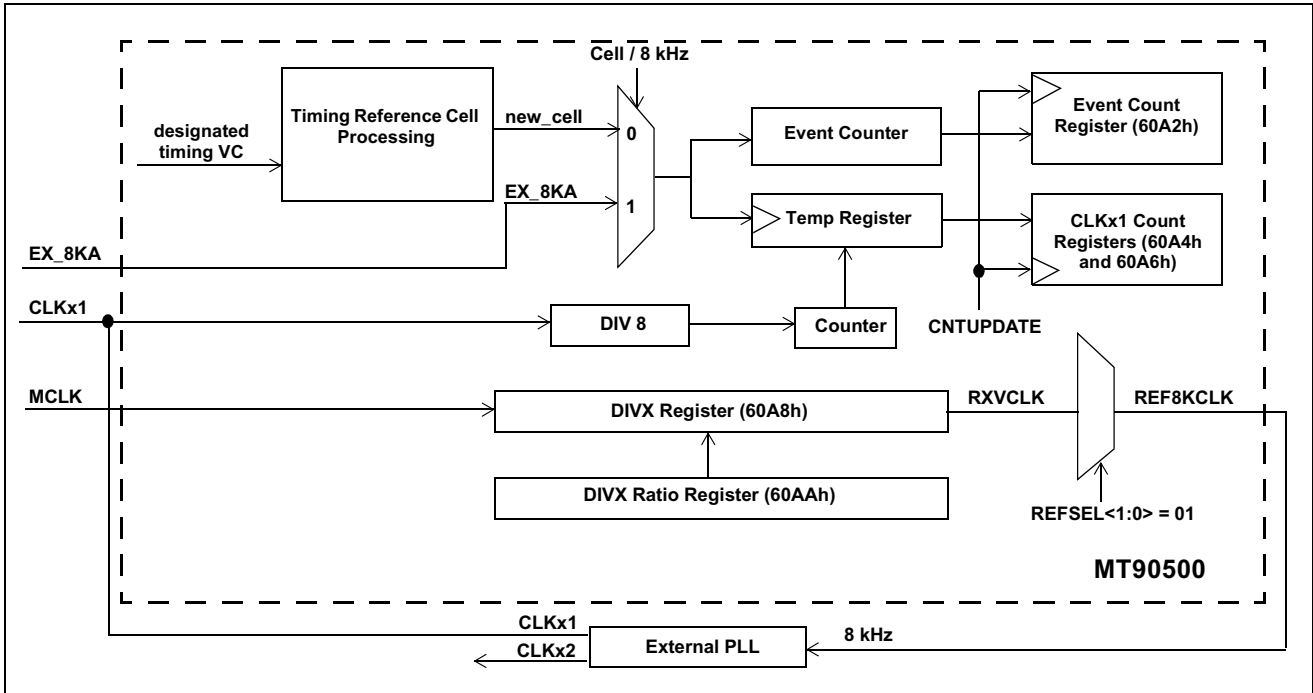 Cell / 8 kHz
designated
timing VC
Timing Reference Cell
Processing
new_cell
EX_8KA
0
1
Event Counter
Temp Register
Event Count
Register (60A2h)
CLKx1 Count
Registers (60A4h
and 60A6h)
EX_8KA
CLKx1
DIV 8
Counter
CNTUPDATE
MCLK
DIVX Register (60A8h)
RXVCLK
REF8KCLK
DIVX Ratio Register (60AAh)
REFSEL<1:0> = 01
MT90500
CLKx1
CLKx2
External PLL
8 kHz